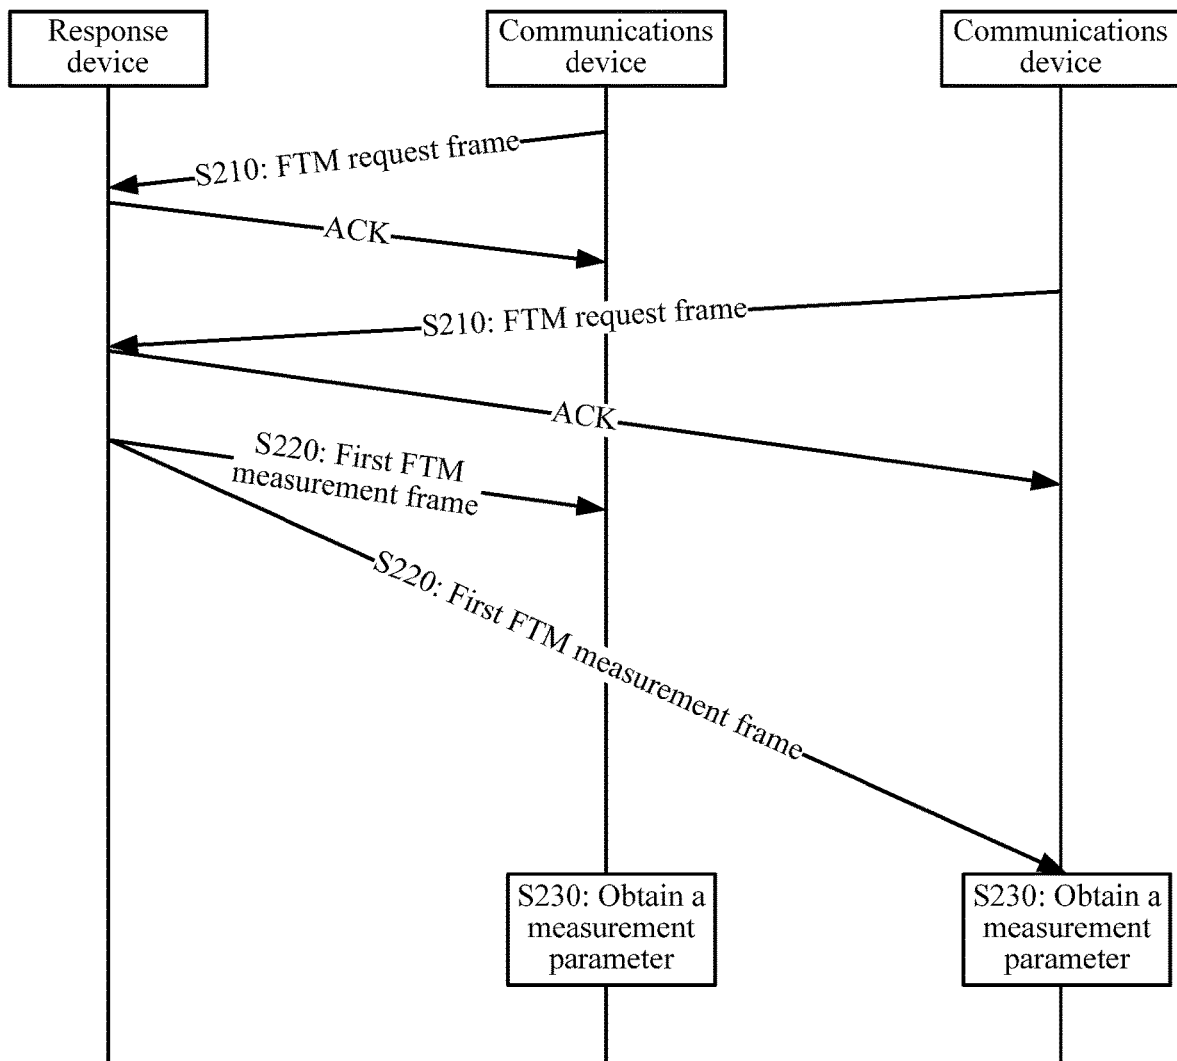 Response
device
Communications
device
Communications
device
S210: FTM request frame
ACK
S210: FTM request frame
ACK
S220: First FTM
measurement frame
S220: First FTM measurement frame
S230: Obtain a
measurement
parameter
S230: Obtain a
measurement
parameter